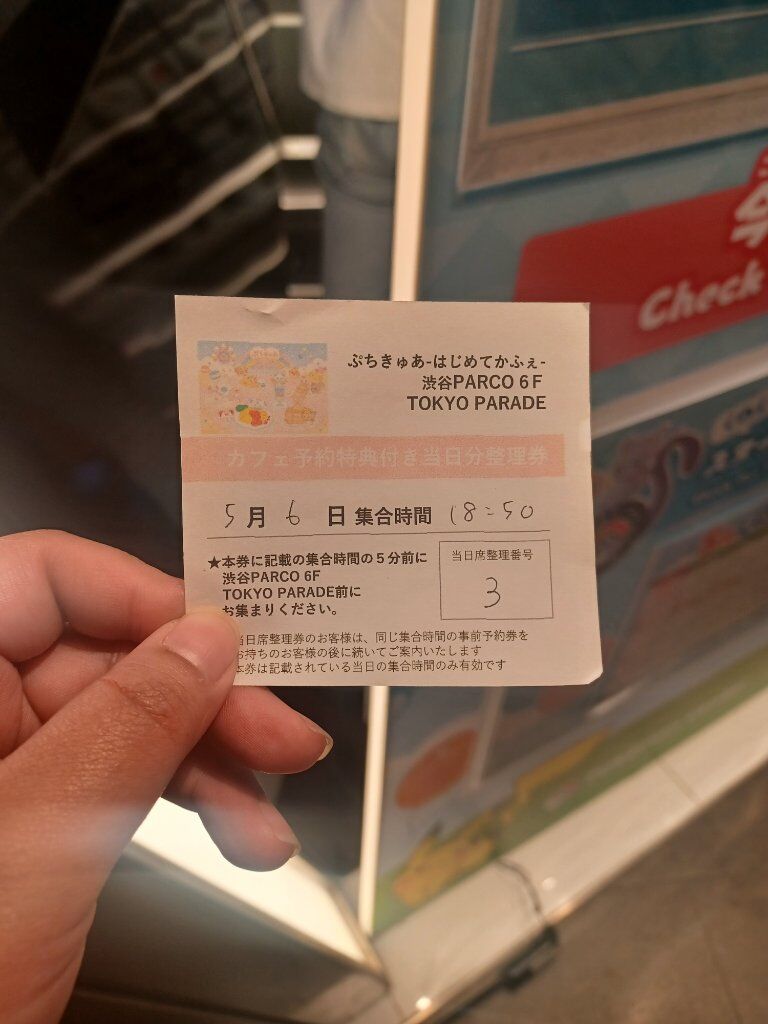 ぷちきゅあ-はじめてかふぇ-
渋谷PARCO 6F
TOKYO PARADE
カフェ予約特典付き当日分整理券
5月 6 日 集合時間 18:50
★本券に記載の集合時間の5分前に
渋谷PARCO 6F
TOKYO PARADE前に
お集まりください。
当日席整理番号
3
当日席整理券のお客様は、同じ集合時間の事前予約券を
お持ちのお客様の後に続いてご案内いたします
本券は記載されている当日の集合時間のみ有効です
Check